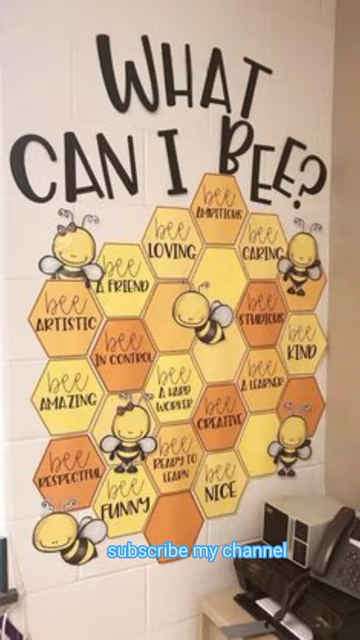 WHAT
CAN I BEE?
bee
AMBITIOUS
bee
LOVING
bee
CARING
bee
A FRIEND
bee
ARTISTIC
bee
STUDIOUS
bee
IN CONTROL
bee
KIND
bee
AMAZING
bee
A HARD
WORKER
bee
A LEARNER
bee
CREATIVE
bee
RESPECTFUL
bee
READY TO
LEARN
bee
NICE
bee
FUNNY
subscribe my channel